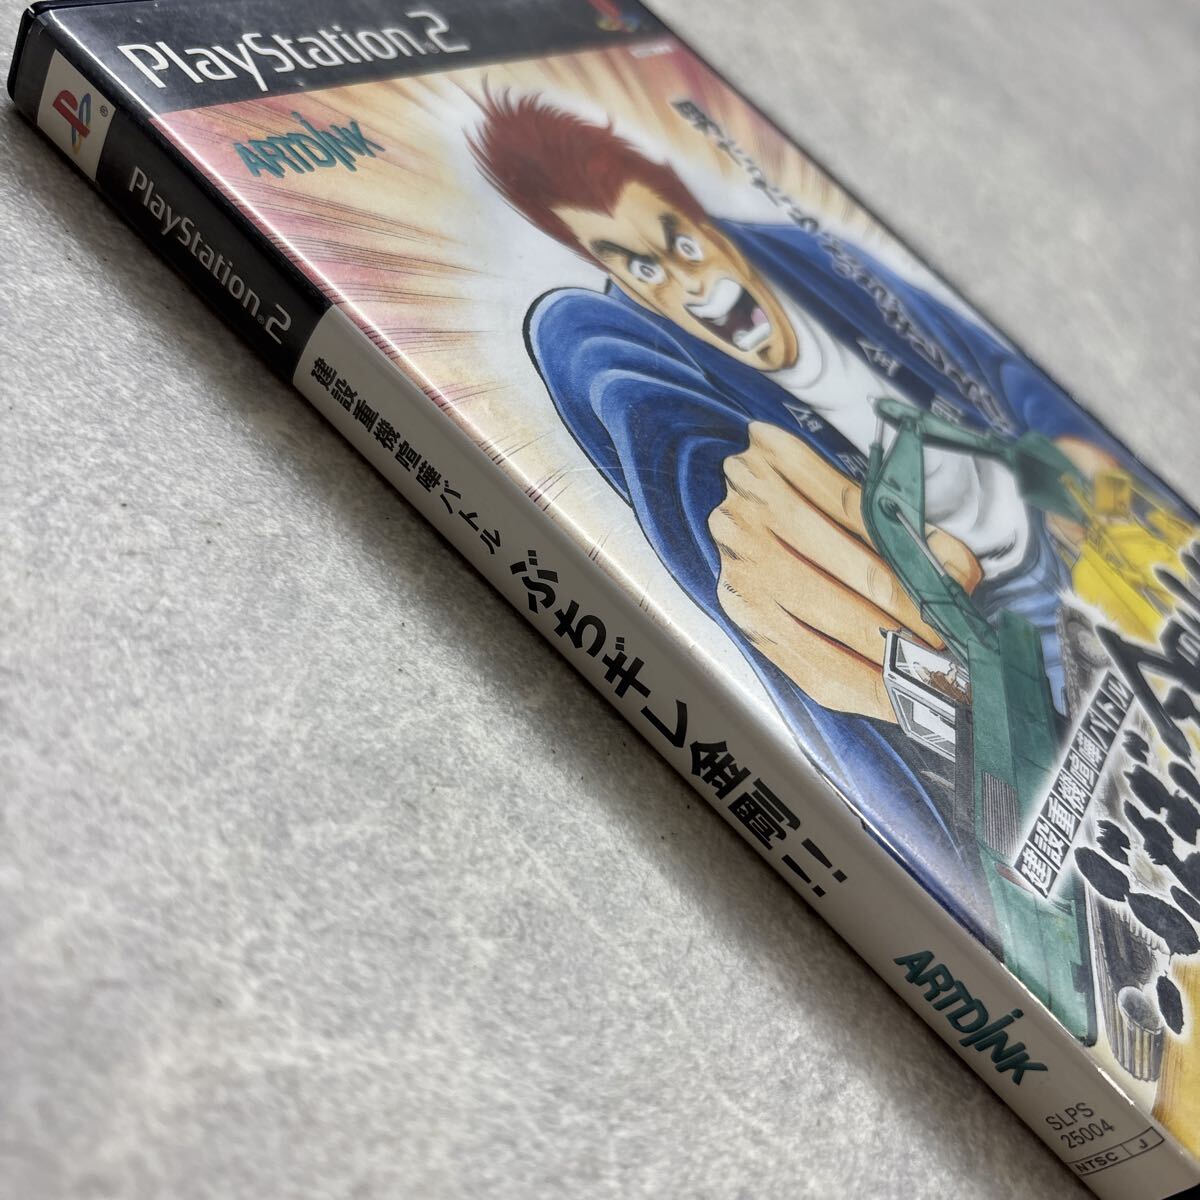 PlayStation®2
ARTDINK
建設重機喧嘩バトル
PlayStation®2
建設重機喧嘩バトル ぶちギレ金剛!!
ARTDINK
SLPS
25004
NTSC J